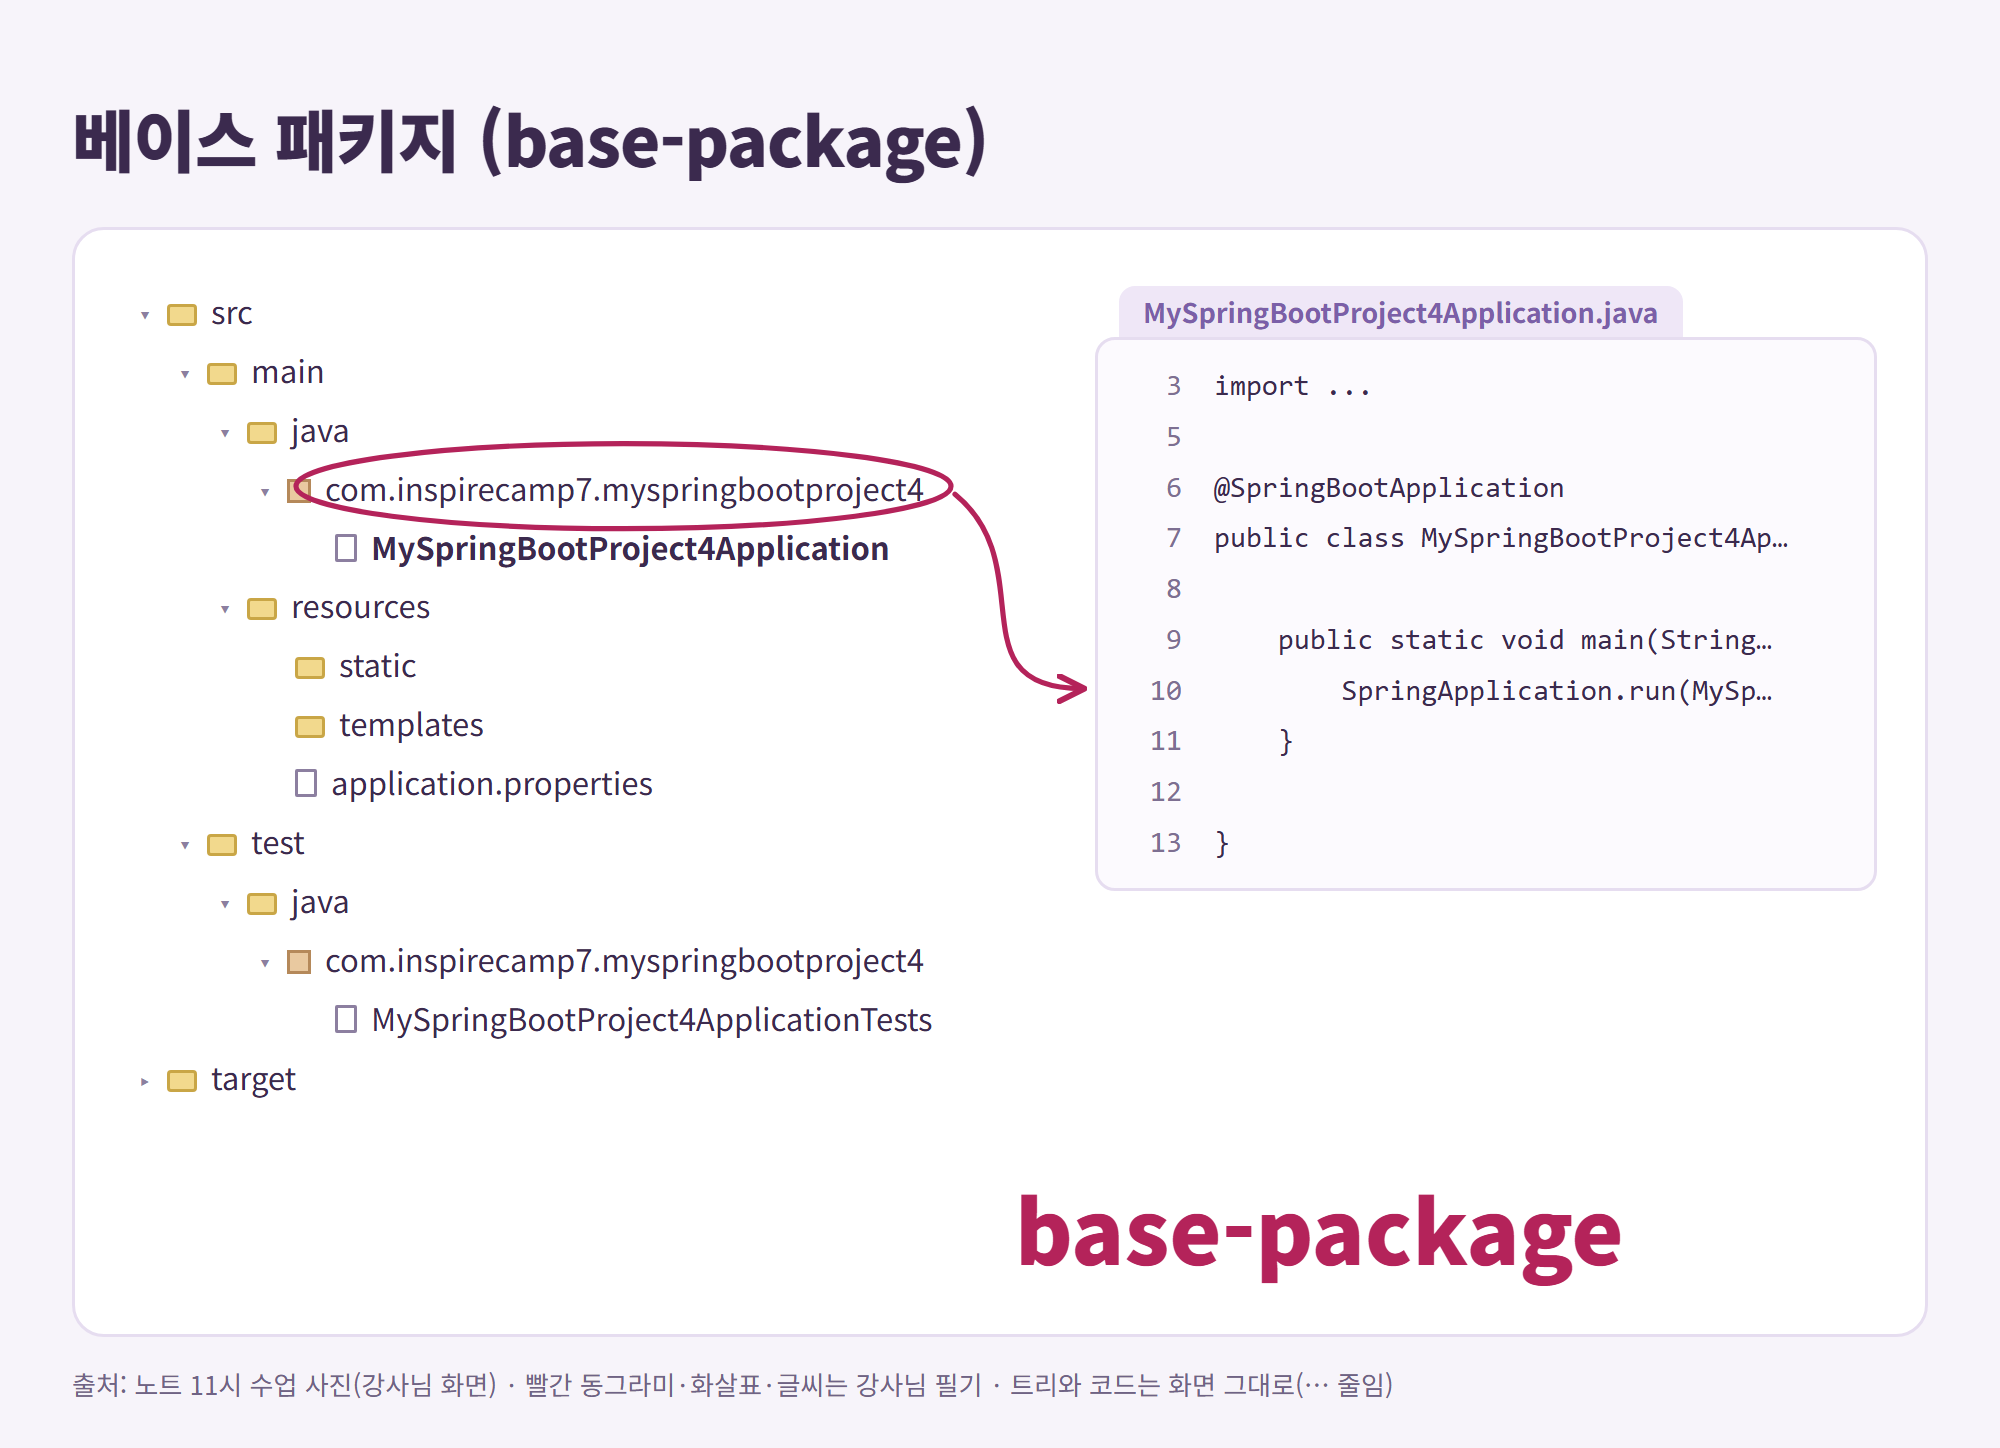 베이스 패키지 (base-package)
src
main
java
com.inspirecamp7.myspringbootproject4
MySpringBootProject4Application
resources
static
templates
application.properties
test
java
com.inspirecamp7.myspringbootproject4
MySpringBootProject4ApplicationTests
target
MySpringBootProject4Application.java
3 import ...
5
6 @SpringBootApplication
7 public class MySpringBootProject4Ap…
8
9     public static void main(String…
10         SpringApplication.run(MySp…
11     }
12
13 }
base-package
출처: 노트 11시 수업 사진(강사님 화면) · 빨간 동그라미·화살표·글씨는 강사님 필기 · 트리와 코드는 화면 그대로(… 줄임)